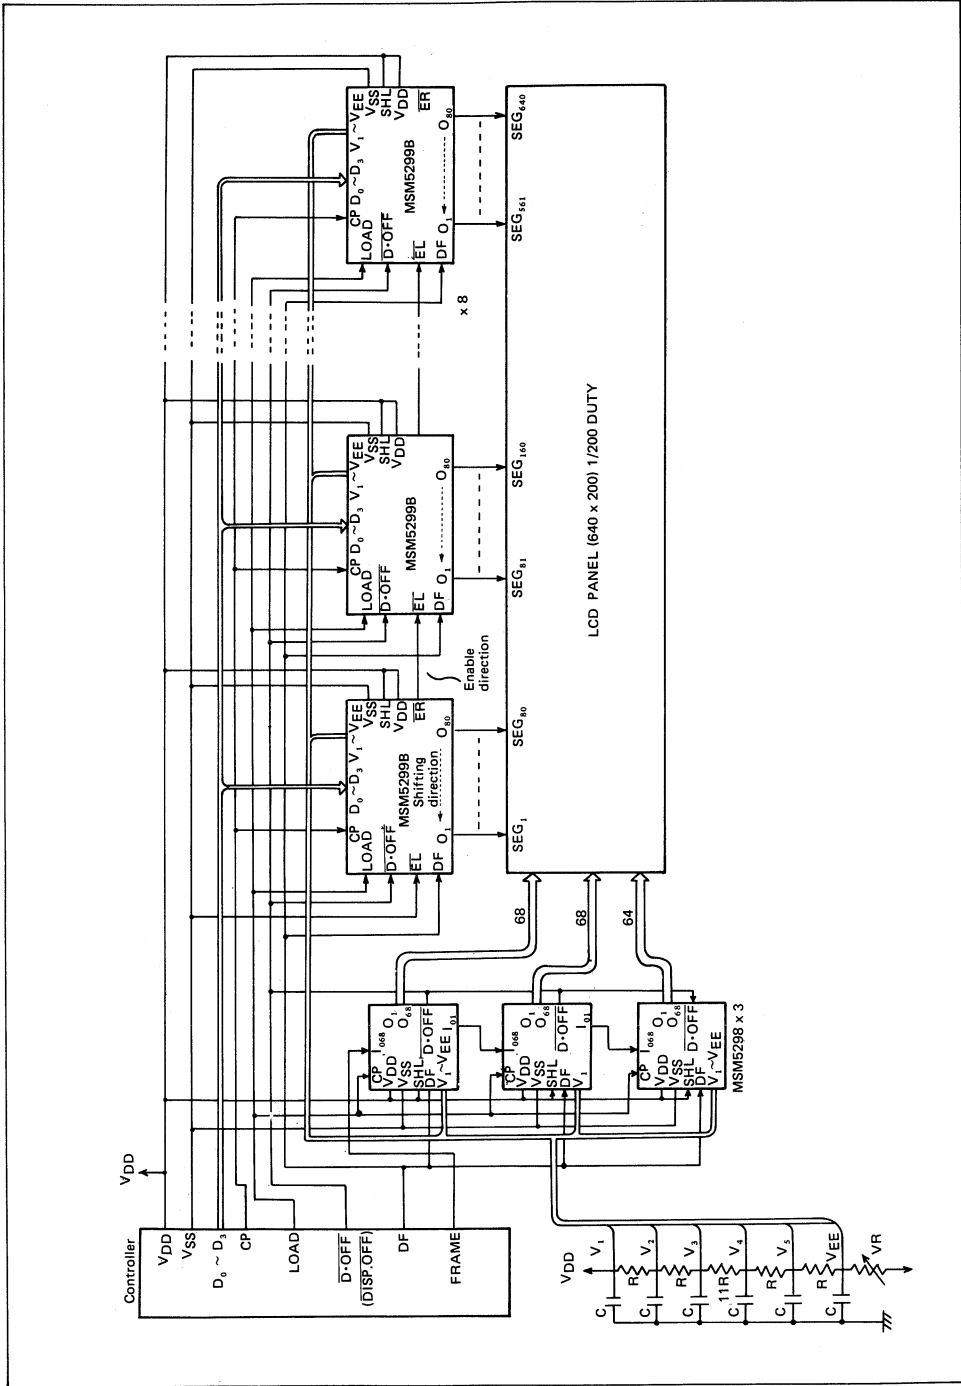 Controller
VDD
VDD
VSS
D0 ~ D3
CP
LOAD
D·OFF
(DISP.OFF)
DF
FRAME
VDD
V1
V2
V3
V4
V5
VEE
VR
R
R
11R
R
R
C
C
C
C
C
C
CP
VDD
VSS
SHL
DF
V1~VEE
I068
O1
O68
D·OFF
I01
CP
VDD
VSS
SHL
DF
V1
I068
O1
O68
D·OFF
I01
CP
VDD
VSS
SHL
DF
V1~VEE
I068
O1
O68
D·OFF
MSM5298 x 3
68
68
64
CP D0~D3 V1~VEE
LOAD
VSS
SHL
VDD
D·OFF
MSM5299B
Shifting
direction
EL
ER
DF O1
O80
Enable
direction
CP D0~D3 V1~VEE
LOAD
VSS
SHL
VDD
D·OFF
MSM5299B
EL
DF O1
O80
CP D0~D3 V1~VEE
LOAD
VSS
SHL
VDD
D·OFF
MSM5299B
EL
ER
DF O1
O80
x 8
SEG1
SEG80
SEG81
SEG160
SEG561
SEG640
LCD PANEL (640 x 200) 1/200 DUTY